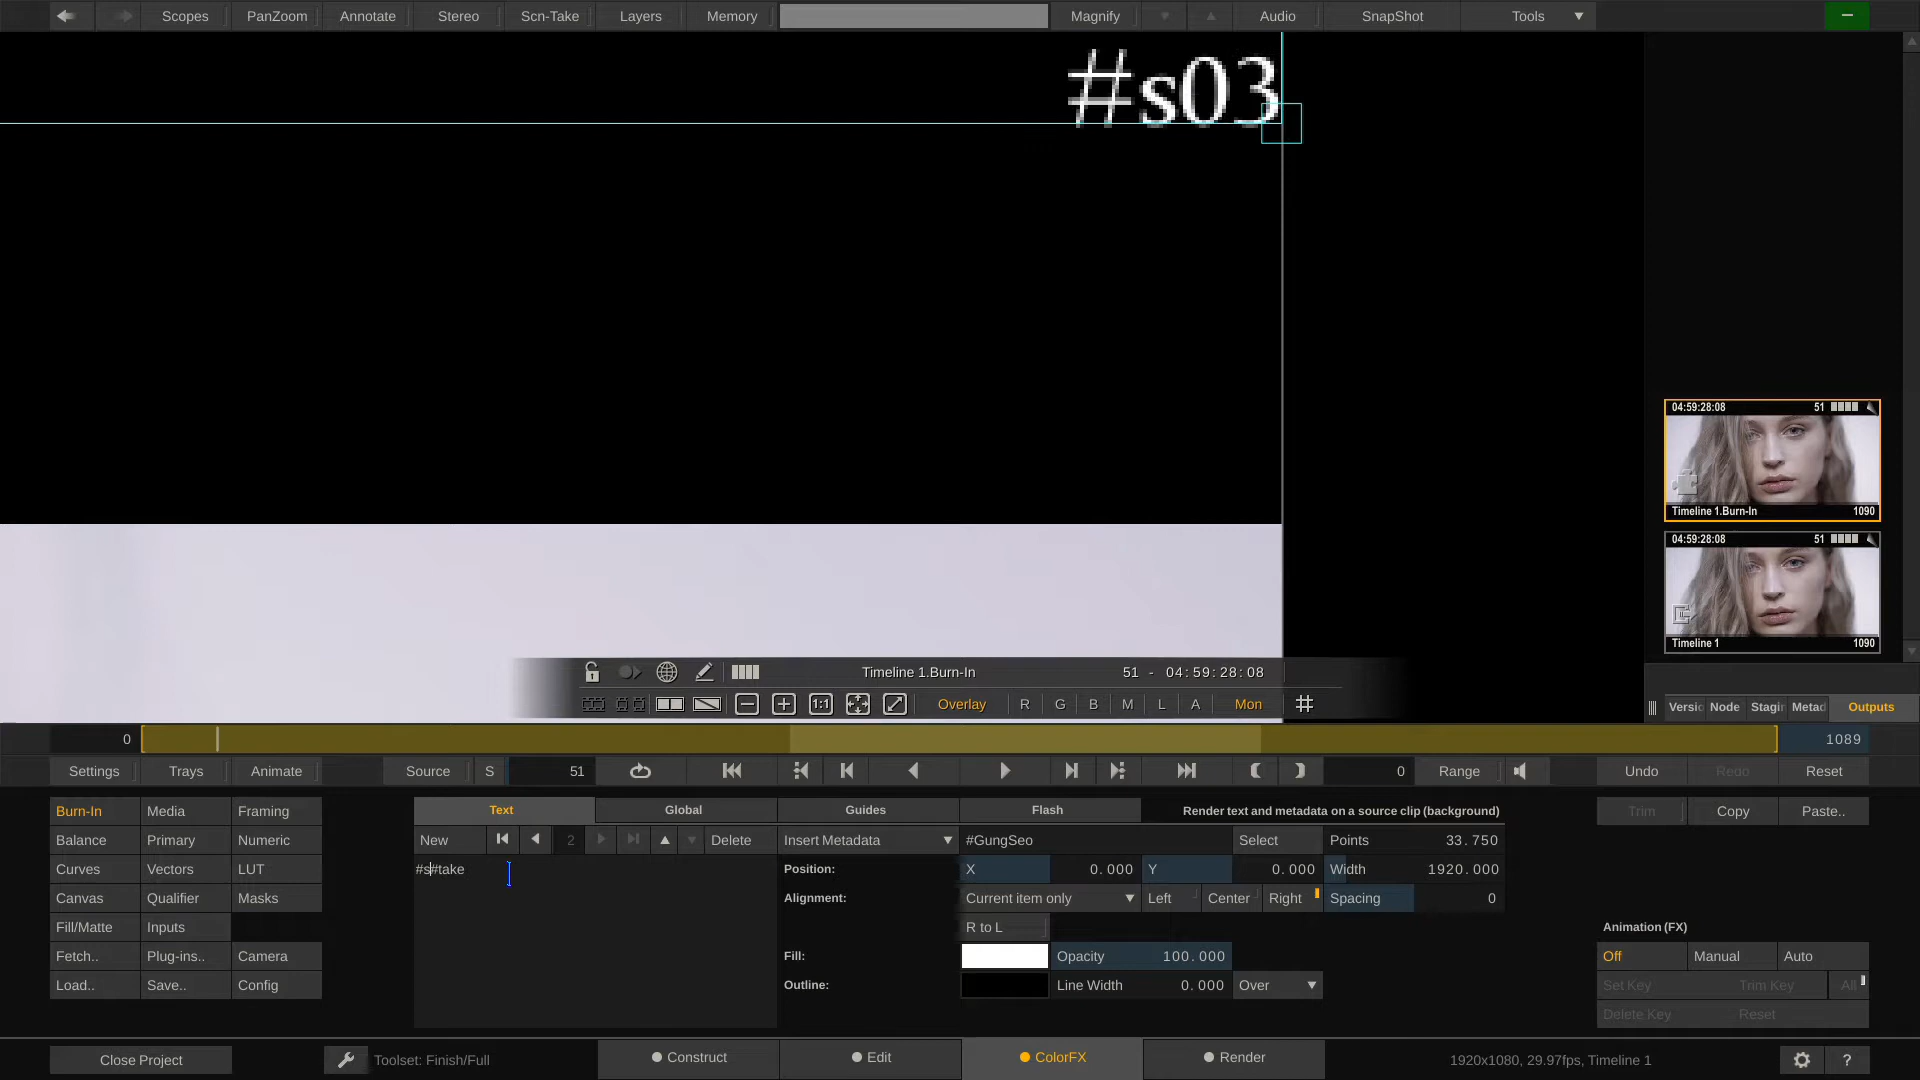 Scopes PanZoom Annotate Stereo Scn-Take Layers Memory Magnify Audio SnapShot Tools
#s03
04:59:28:08 51
Timeline 1.Burn-In 1090
04:59:28:08 51
Timeline 1 1090
Timeline 1.Burn-In 51 - 04:59:28:08
1:1 Overlay R G B M L A Mon
Versi Node Stagi Metad Outputs
0 1089
Settings Trays Animate Source S 51 0 Range Undo Redo Reset
Burn-In Media Framing Text Global Guides Flash Render text and metadata on a source clip (background) Trim Copy Paste..
Balance Primary Numeric New 2 Delete Insert Metadata #GungSeo Select Points 33.750
Curves Vectors LUT #s#take Position: X 0.000 Y 0.000 Width 1920.000
Canvas Qualifier Masks Alignment: Current item only Left Center Right Spacing 0
Fill/Matte Inputs R to L Animation (FX)
Fetch.. Plug-ins.. Camera Fill: Opacity 100.000 Off Manual Auto
Load.. Save.. Config Outline: Line Width 0.000 Over Set Key Trim Key All
Delete Key Reset
Close Project Toolset: Finish/Full Construct Edit ColorFX Render 1920x1080, 29.97fps, Timeline 1 ?